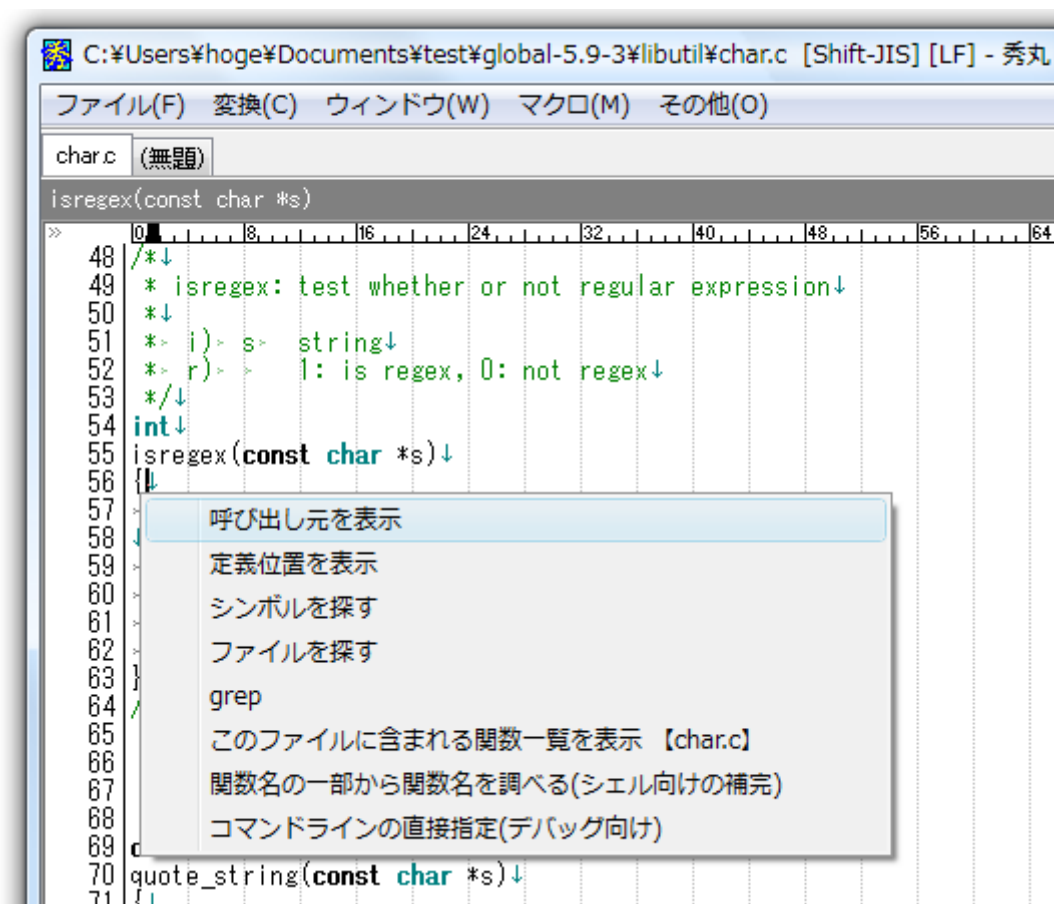 C:¥Users¥hoge¥Documents¥test¥global-5.9-3¥libutil¥char.c [Shift-JIS] [LF] - 秀丸
ファイル(F) 変換(C) ウィンドウ(W) マクロ(M) その他(O)
char.c (無題)
isregex(const char *s)
0 8 16 24 32 40 48 56 64
48 /*↓
49 * isregex: test whether or not regular expression↓
50 *↓
51 * i) s string↓
52 * r) 1: is regex, 0: not regex↓
53 */↓
54 int↓
55 isregex(const char *s)↓
56 {↓
57
呼び出し元を表示
58
59
定義位置を表示
60
シンボルを探す
61
62
ファイルを探す
63 }
64 /
grep
65
このファイルに含まれる関数一覧を表示 【char.c】
66
67
関数名の一部から関数名を調べる(シェル向けの補完)
68
コマンドラインの直接指定(デバッグ向け)
69
70 quote_string(const char *s)↓
71 {↓